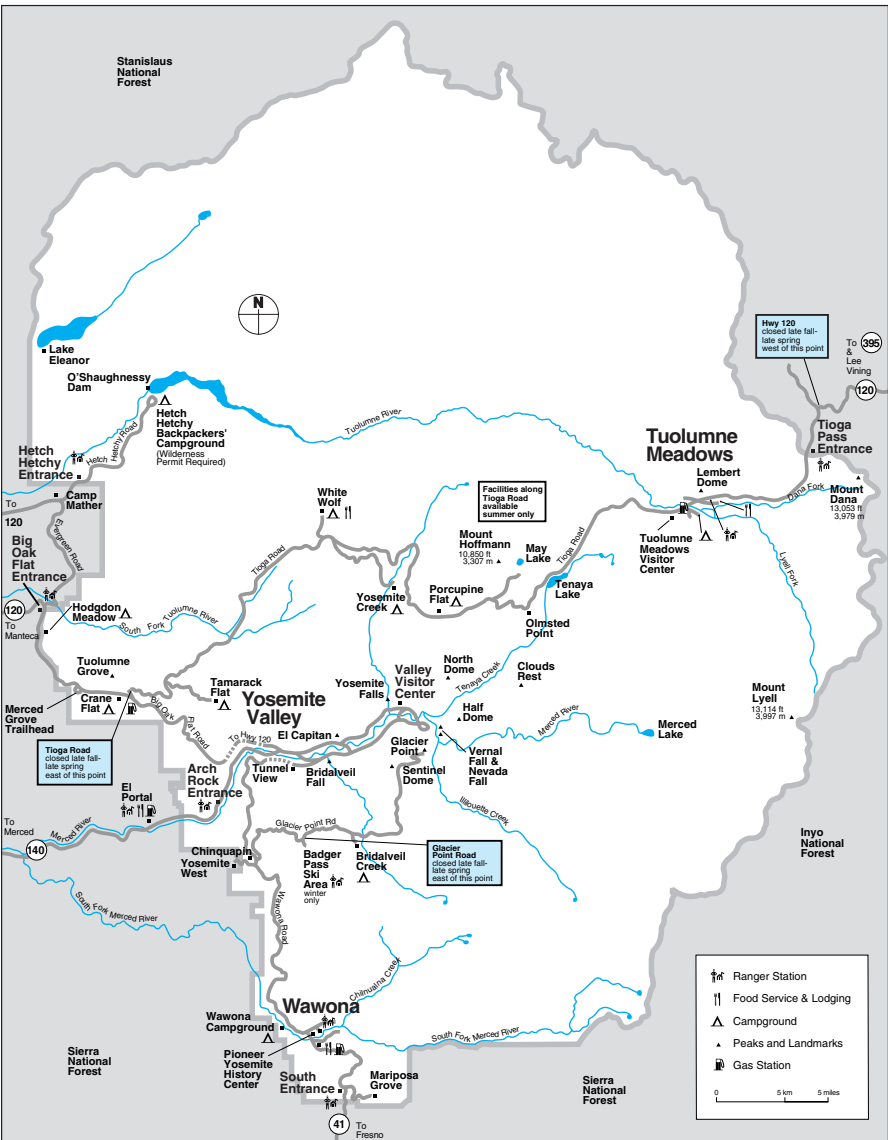 Stanislaus
National
Forest
N
Lake
Eleanor
O'Shaughnessy
Dam
Hetch
Hetchy
Backpackers'
Campground
(Wilderness
Permit Required)
Hetch Hetchy Road
Hetch
Hetchy
Entrance
To
120
Camp
Mather
Evergreen Road
Big
Oak
Flat
Entrance
120
To
Manteca
Hodgdon
Meadow
South Fork Tuolumne River
Tuolumne River
Hwy 120
closed late fall-
late spring
west of this point
To
&
Lee
Vining
395
120
Tioga
Pass
Entrance
Tuolumne
Meadows
Lembert
Dome
Dana Fork
Mount
Dana
13,053 ft
3,979 m
Lyell Fork
Tuolumne
Meadows
Visitor
Center
White
Wolf
Facilities along
Tioga Road
available
summer only
Mount
Hoffmann
10,850 ft
3,307 m
May
Lake
Tioga Road
Tioga Road
Tenaya
Lake
Yosemite
Creek
Porcupine
Flat
Olmsted
Point
Tuolumne
Grove
Crane
Flat
Merced
Grove
Trailhead
Tioga Road
closed late fall-
late spring
east of this point
Tamarack
Flat
Big Oak Flat Road
Yosemite
Valley
To Hwy 120
El Capitan
Yosemite
Falls
Valley
Visitor
Center
North
Dome
Tenaya Creek
Clouds
Rest
Half
Dome
Merced River
Merced
Lake
Mount
Lyell
13,114 ft
3,997 m
Glacier
Point
Vernal
Fall &
Nevada
Fall
Sentinel
Dome
Tunnel
View
Bridalveil
Fall
Arch
Rock
Entrance
El
Portal
To
Merced
140
Merced River
Illilouette Creek
Glacier Point Rd
Chinquapin
Yosemite
West
Badger
Pass
Ski
Area
winter
only
Bridalveil
Creek
Glacier
Point Road
closed late fall-
late spring
east of this point
Inyo
National
Forest
South Fork Merced River
Wawona Road
Chilnualna Creek
Wawona
Wawona
Campground
Pioneer
Yosemite
History
Center
South
Entrance
Mariposa
Grove
South Fork Merced River
Sierra
National
Forest
Sierra
National
Forest
41
To
Fresno
Ranger Station
Food Service & Lodging
Campground
Peaks and Landmarks
Gas Station
0
5 km
5 miles